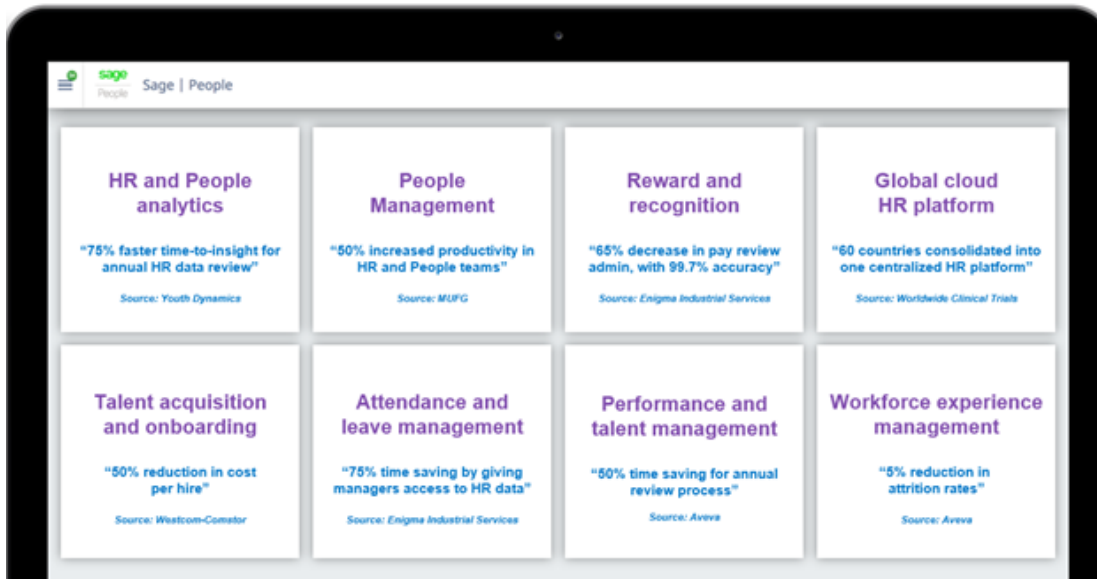 sage
People
Sage | People
HR and People
analytics
“75% faster time-to-insight for
annual HR data review”
Source: Youth Dynamics
People
Management
“50% increased productivity in
HR and People teams”
Source: MUFG
Reward and
recognition
“65% decrease in pay review
admin, with 99.7% accuracy”
Source: Enigma Industrial Services
Global cloud
HR platform
“60 countries consolidated into
one centralized HR platform”
Source: Worldwide Clinical Trials
Talent acquisition
and onboarding
“50% reduction in cost
per hire”
Source: Westcom-Comstor
Attendance and
leave management
“75% time saving by giving
managers access to HR data”
Source: Enigma Industrial Services
Performance and
talent management
“50% time saving for annual
review process”
Source: Aveva
Workforce experience
management
“5% reduction in
attrition rates”
Source: Aveva